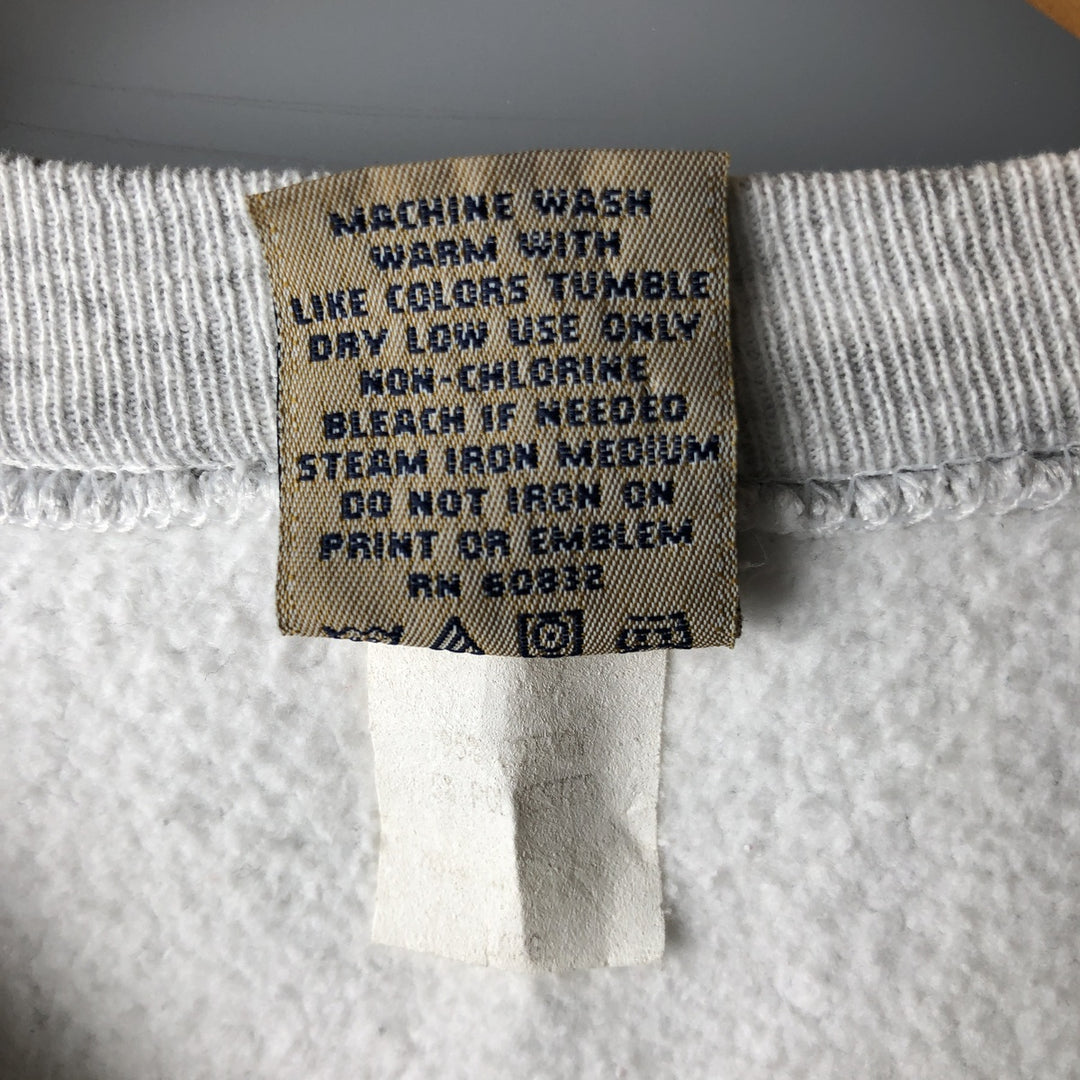 MACHINE WASH
WARM WITH
LIKE COLORS TUMBLE
DRY LOW USE ONLY
NON-CHLORINE
BLEACH IF NEEDED
STEAM IRON MEDIUM
DO NOT IRON ON
PRINT OR EMBLEM
RN 60832